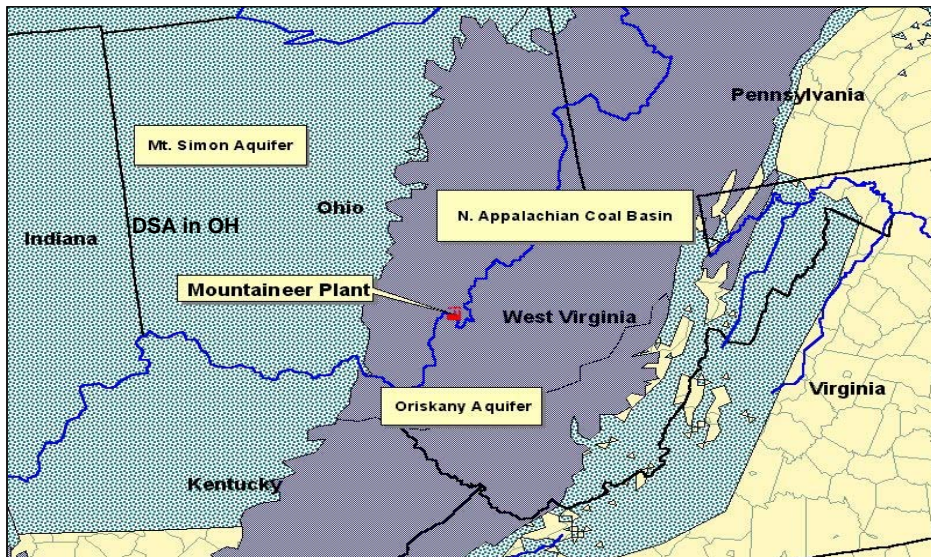 Pennsylvania
Mt. Simon Aquifer
Ohio
N. Appalachian Coal Basin
DSA in OH
Indiana
Mountaineer Plant
West Virginia
Virginia
Oriskany Aquifer
Kentucky